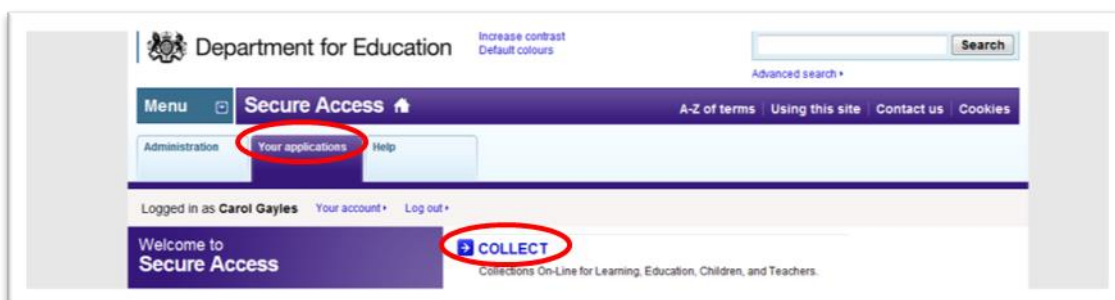 Department for Education
Increase contrast
Default colours
Search
Advanced search
Menu
Secure Access
A-Z of terms
Using this site
Contact us
Cookies
Administration
Your applications
Help
Logged in as Carol Gayles
Your account
Log out
Welcome to
Secure Access
COLLECT
Collections On-Line for Learning, Education, Children, and Teachers.